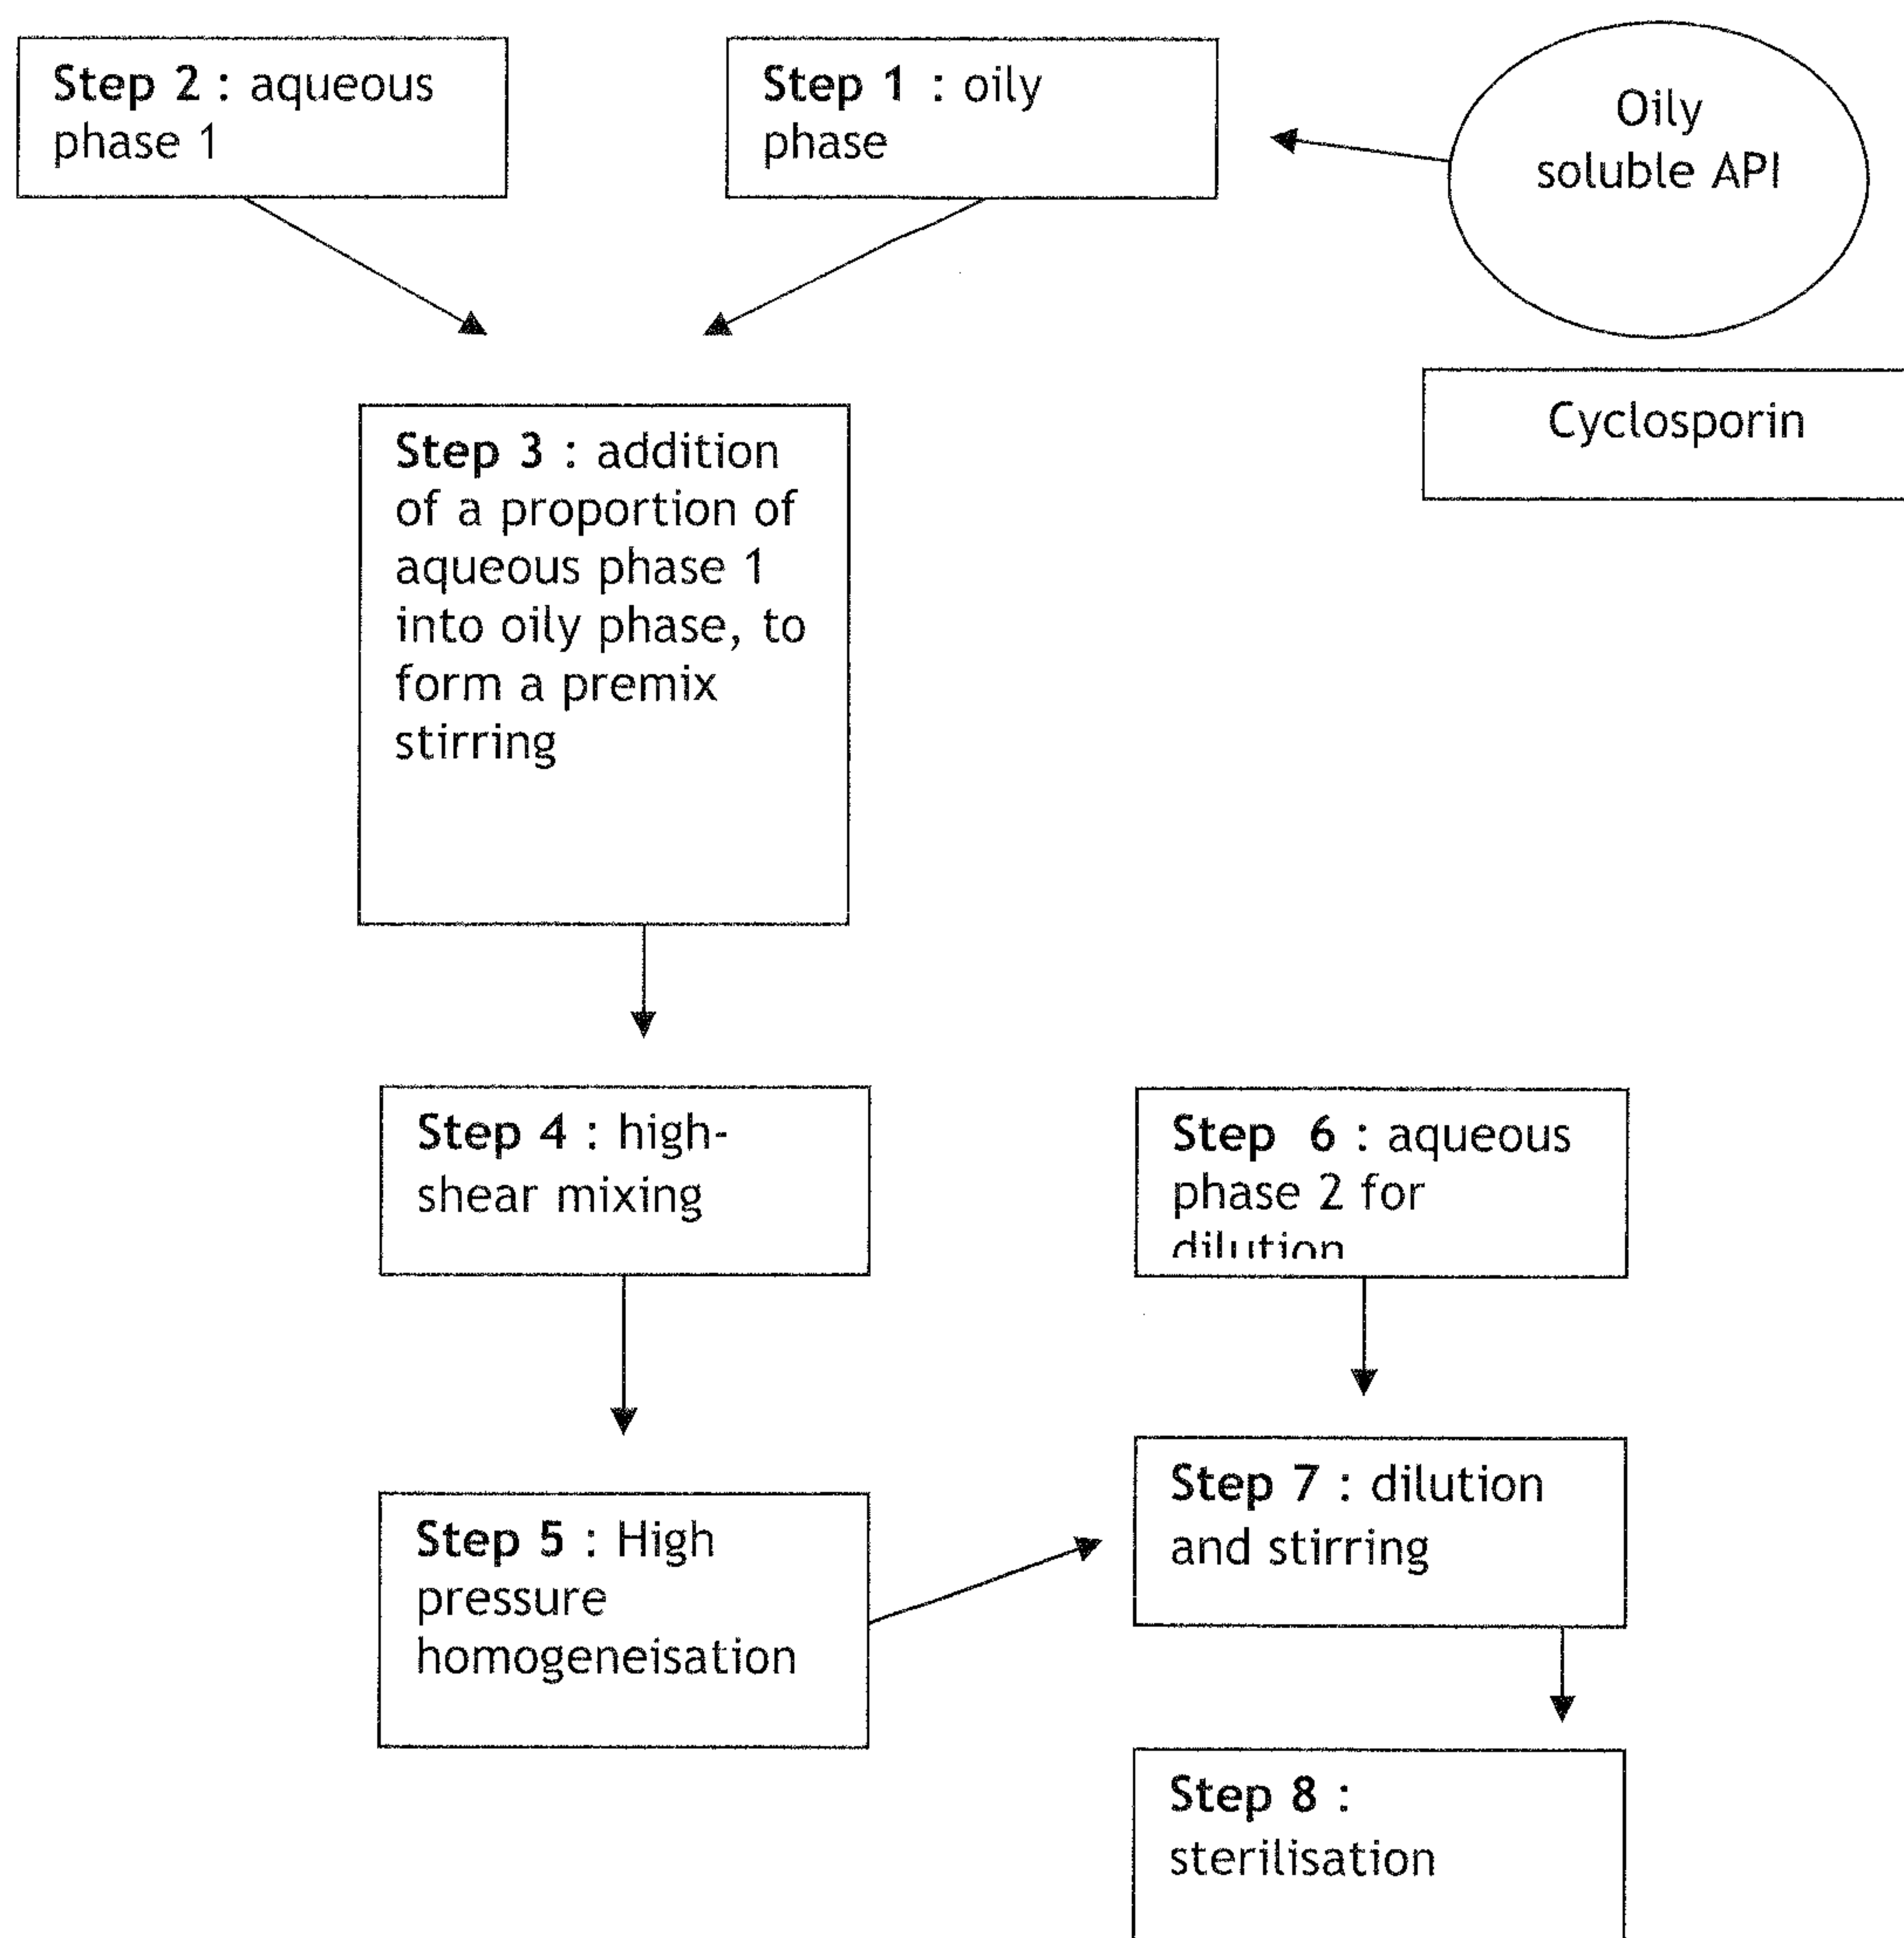 Step 2 : aqueous
phase 1
Step 1 : oily
phase
Oily
soluble API
Cyclosporin
Step 3 : addition
of a proportion of
aqueous phase 1
into oily phase, to
form a premix
stirring
Step 4 : high-
shear mixing
Step 6 : aqueous
phase 2 for
dilution
Step 5 : High
pressure
homogeneisation
Step 7 : dilution
and stirring
Step 8 :
sterilisation